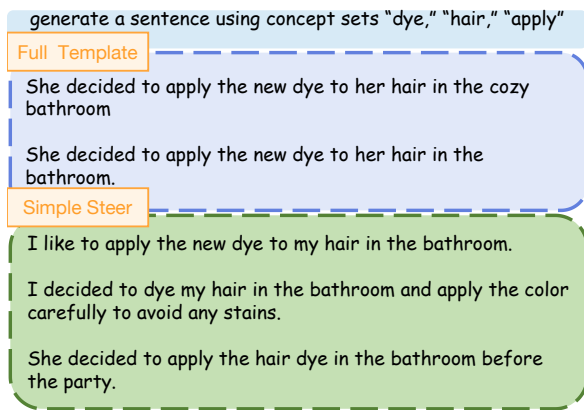 generate a sentence using concept sets “dye,” “hair,” “apply”
Full Template
She decided to apply the new dye to her hair in the cozy
bathroom
She decided to apply the new dye to her hair in the
bathroom.
Simple Steer
I like to apply the new dye to my hair in the bathroom.
I decided to dye my hair in the bathroom and apply the color
carefully to avoid any stains.
She decided to apply the hair dye in the bathroom before
the party.